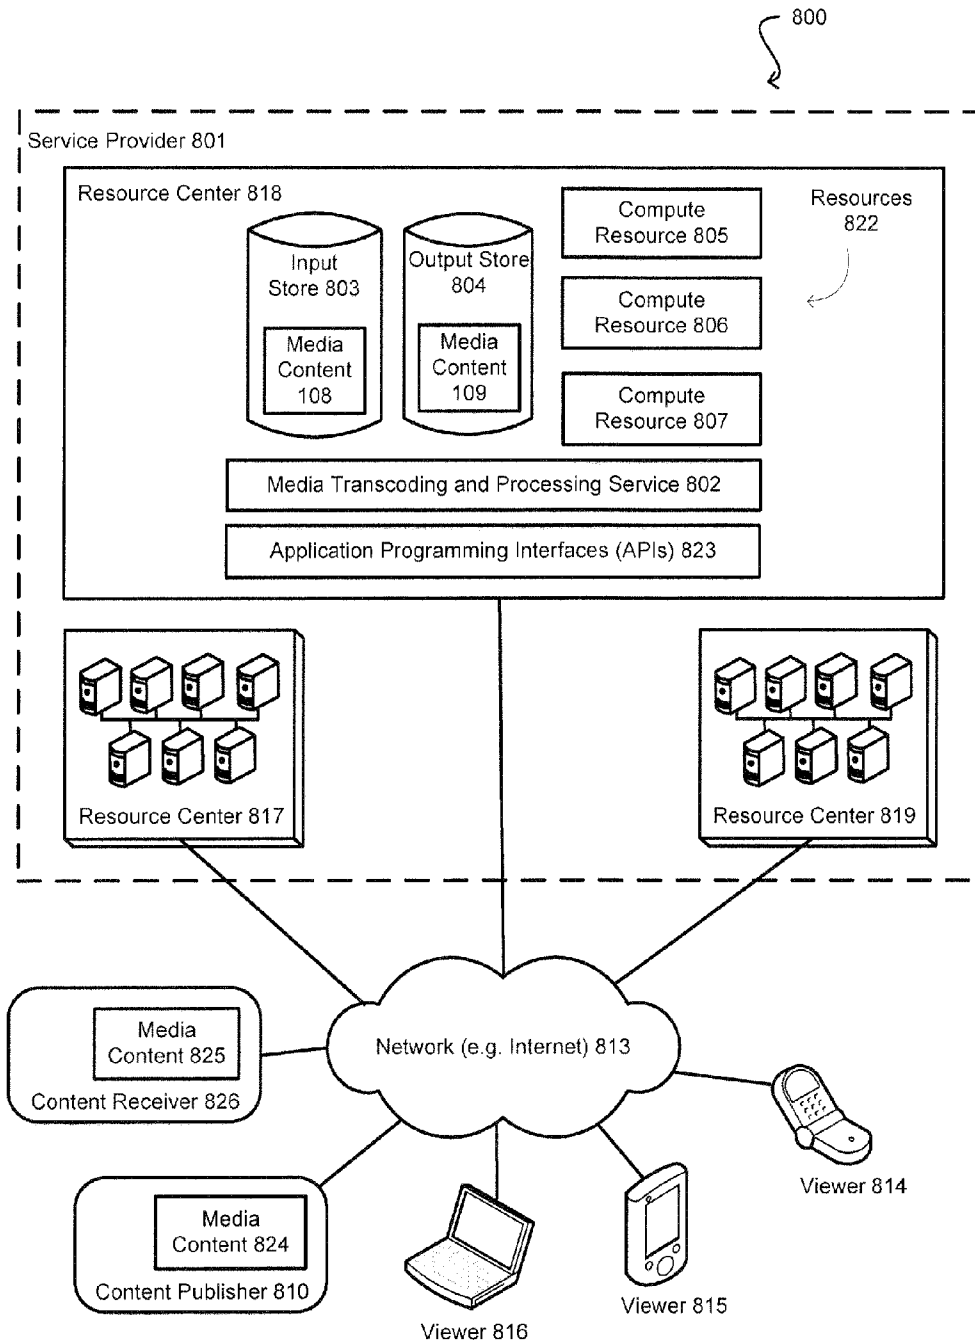 800
Service Provider 801
Resource Center 818
Input
Store 803
Media
Content
108
Output Store
804
Media
Content
109
Compute
Resource 805
Compute
Resource 806
Compute
Resource 807
Resources
822
Media Transcoding and Processing Service 802
Application Programming Interfaces (APIs) 823
Resource Center 817
Resource Center 819
Network (e.g. Internet) 813
Media
Content 825
Content Receiver 826
Media
Content 824
Content Publisher 810
Viewer 816
Viewer 815
Viewer 814